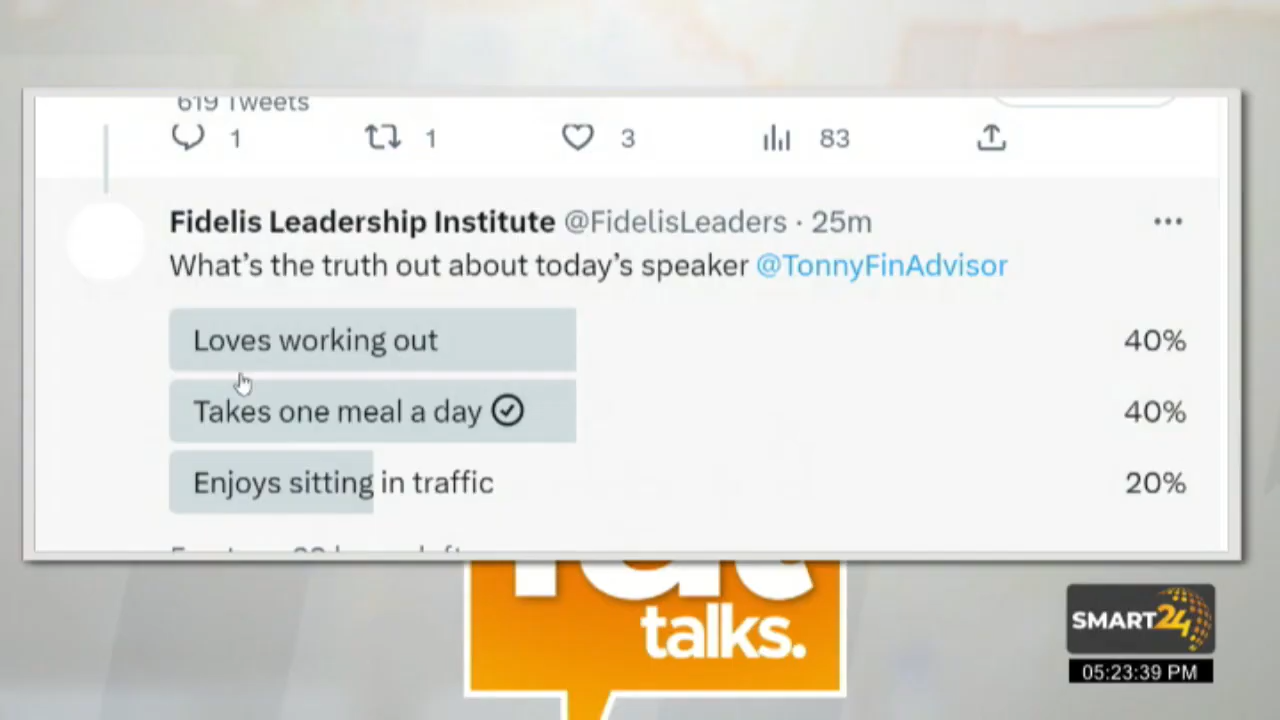 619 Tweets
1 1 3 83
Fidelis Leadership Institute @FidelisLeaders · 25m
What's the truth out about today's speaker @TonnyFinAdvisor
Loves working out 40%
Takes one meal a day 40%
Enjoys sitting in traffic 20%
talks.
SMART24
05:23:39 PM